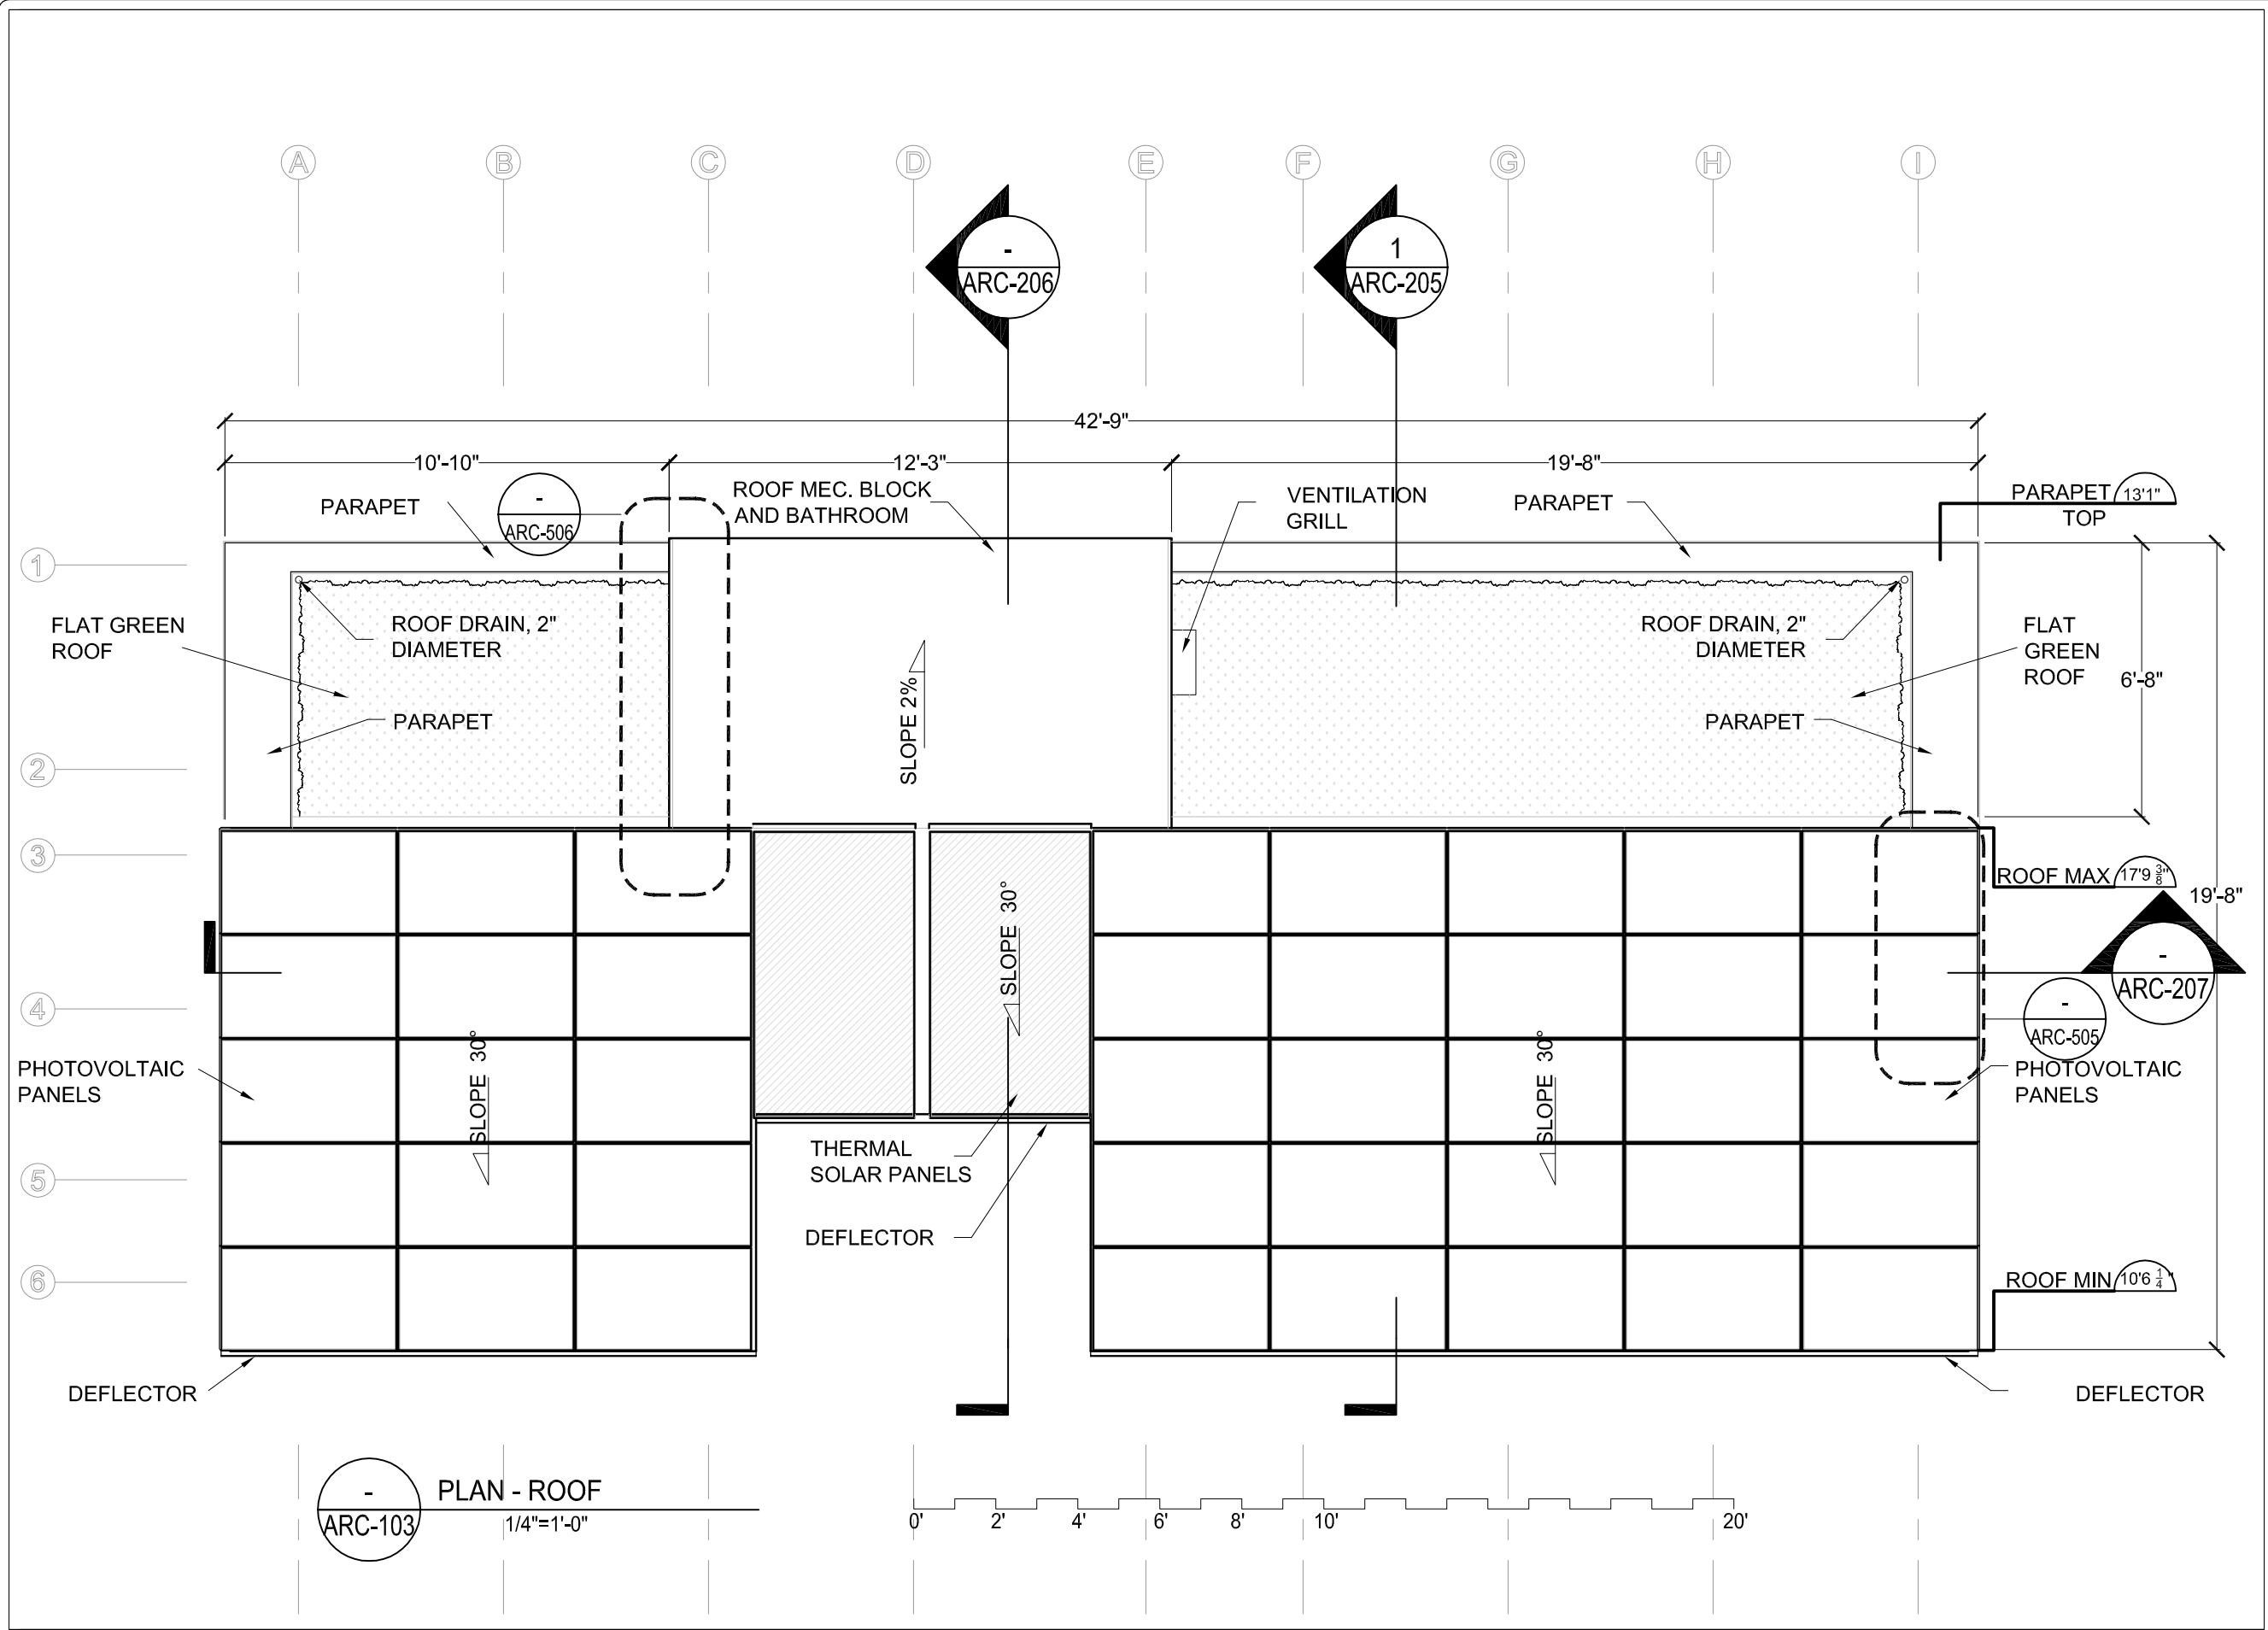 A B C D E F G H I
-
ARC-206
1
ARC-205
42'-9"
10'-10" 12'-3" 19'-8"
PARAPET
-
ARC-506
ROOF MEC. BLOCK
AND BATHROOM
VENTILATION
GRILL
PARAPET
PARAPET 13'1"
TOP
1
FLAT GREEN
ROOF
ROOF DRAIN, 2"
DIAMETER
PARAPET
SLOPE 2%
ROOF DRAIN, 2"
DIAMETER
PARAPET
FLAT
GREEN
ROOF
6'-8"
2
3
ROOF MAX 17'9 3/8"
19'-8"
SLOPE 30°
-
ARC-207
-
ARC-505
4
PHOTOVOLTAIC
PANELS
SLOPE 30°
SLOPE 30°
PHOTOVOLTAIC
PANELS
THERMAL
SOLAR PANELS
5
DEFLECTOR
6
ROOF MIN 10'6 1/4"
DEFLECTOR
DEFLECTOR
-
ARC-103
PLAN - ROOF
1/4"=1'-0"
0' 2' 4' 6' 8' 10' 20'